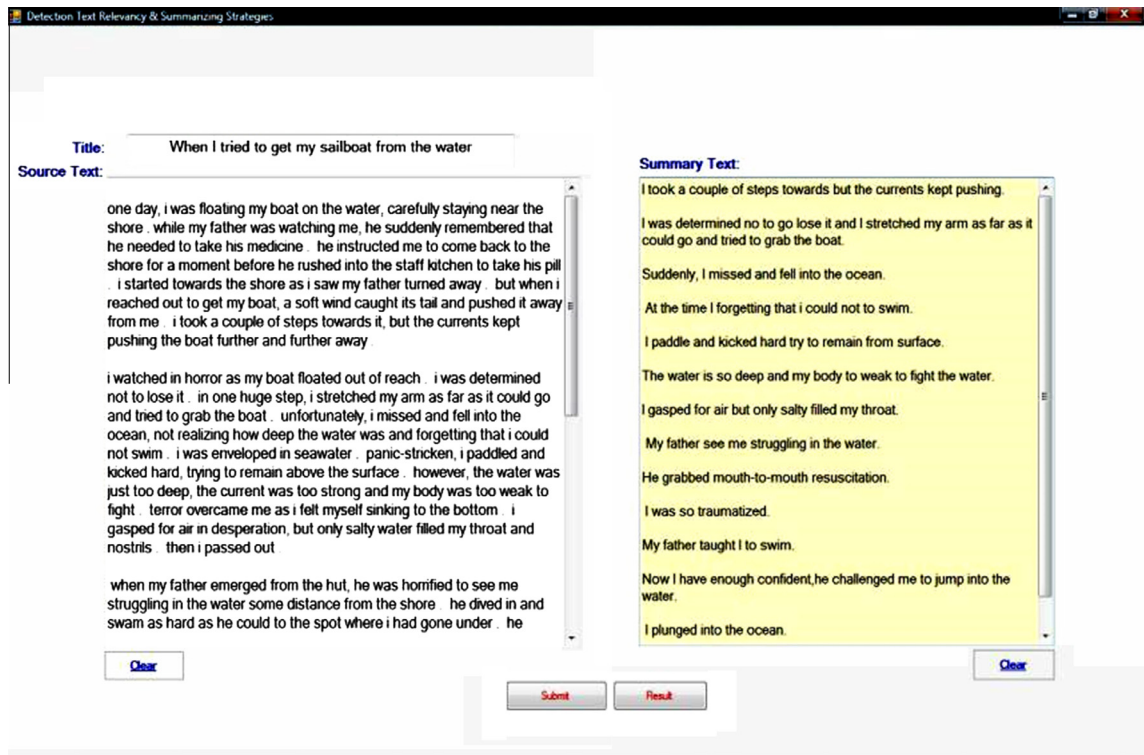 Detection Text Relevancy & Summarizing Strategies
Title:
When I tried to get my sailboat from the water
Source Text:
one day, i was floating my boat on the water, carefully staying near the
shore . while my father was watching me, he suddenly remembered that
he needed to take his medicine . he instructed me to come back to the
shore for a moment before he rushed into the staff kitchen to take his pill
. i started towards the shore as i saw my father turned away . but when i
reached out to get my boat, a soft wind caught its tail and pushed it away
from me . i took a couple of steps towards it, but the currents kept
pushing the boat further and further away .
i watched in horror as my boat floated out of reach . i was determined
not to lose it . in one huge step, i stretched my arm as far as it could go
and tried to grab the boat . unfortunately, i missed and fell into the
ocean, not realizing how deep the water was and forgetting that i could
not swim . i was enveloped in seawater . panic-stricken, i paddled and
kicked hard, trying to remain above the surface . however, the water was
just too deep, the current was too strong and my body was too weak to
fight . terror overcame me as i felt myself sinking to the bottom . i
gasped for air in desperation, but only salty water filled my throat and
nostrils . then i passed out .
when my father emerged from the hut, he was horrified to see me
struggling in the water some distance from the shore . he dived in and
swam as hard as he could to the spot where i had gone under . he
Clear
Summary Text:
I took a couple of steps towards but the currents kept pushing.
I was determined no to go lose it and I stretched my arm as far as it
could go and tried to grab the boat.
Suddenly, I missed and fell into the ocean.
At the time I forgetting that i could not to swim.
I paddle and kicked hard try to remain from surface.
The water is so deep and my body to weak to fight the water.
I gasped for air but only salty filled my throat.
My father see me struggling in the water.
He grabbed mouth-to-mouth resuscitation.
I was so traumatized.
My father taught I to swim.
Now I have enough confident,he challenged me to jump into the
water.
I plunged into the ocean.
Clear
Submit
Result